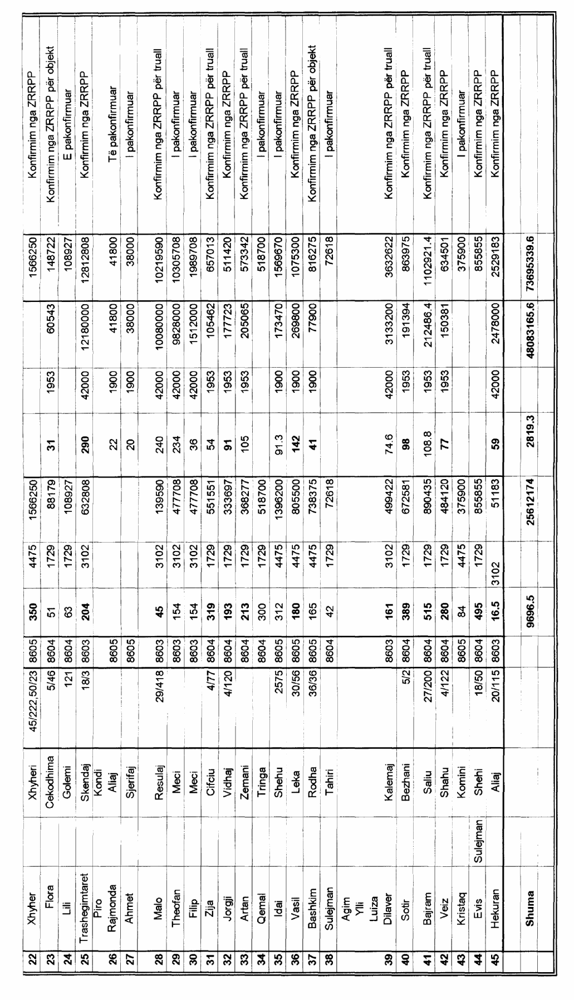 22 Xhyher Xhyheri 45/222,50/23 8605 350 4475 1566250 1566250 Konfirmim nga ZRRPP
23 Flora Cekodhima 5/46 8604 51 1729 88179 31 1953 60543 148722 Konfirmim nga ZRRPP për objekt
24 Lili Golemi 121 8604 63 1729 108927 108927 E pakonfirmuar
25 Trashegimtaret Skendaj 18/3 8603 204 3102 632808 290 42000 12180000 12812808 Konfirmim nga ZRRPP
Piro Kondi
26 Rajmonda Aliaj 8605 22 1900 41800 41800 Të pakonfirmuar
27 Ahmet Sjerifaj 8605 20 1900 38000 38000 I pakonfirmuar
28 Malo Resulaj 29/418 8603 45 3102 139590 240 42000 10080000 10219590 Konfirmim nga ZRRPP për truall
29 Theofan Meci 8603 154 3102 477708 234 42000 9828000 10305708 I pakonfirmuar
30 Filip Meci 8603 154 3102 477708 36 42000 1512000 1989708 I pakonfirmuar
31 Zija Cifciu 4/77 8604 319 1729 551551 54 1953 105462 657013 Konfirmim nga ZRRPP për truall
32 Jorgji Vidhaj 4/120 8604 193 1729 333697 91 1953 177723 511420 Konfirmim nga ZRRPP
33 Artan Zemani 8604 213 1729 368277 105 1953 205065 573342 Konfirmim nga ZRRPP për truall
34 Qemal Tringa 8604 300 1729 518700 518700 I pakonfirmuar
35 Idai Shehu 2575 8605 312 4475 1396200 91.3 1900 173470 1569670 I pakonfirmuar
36 Vasil Leka 30/56 8605 180 4475 805500 142 1900 269800 1075300 Konfirmim nga ZRRPP
37 Bashkim Rodha 36/36 8605 165 4475 738375 41 1900 77900 816275 Konfirmim nga ZRRPP për objekt
38 Sulejman Tahiri 8604 42 1729 72618 72618 I pakonfirmuar
Agim
Ylli
Luiza
39 Dilaver Kalemaj 8603 161 3102 499422 74.6 42000 3133200 3632622 Konfirmim nga ZRRPP për truall
40 Sotir Bezhani 5/2 8604 389 1729 672581 98 1953 191394 863975 Konfirmim nga ZRRPP
41 Bajram Saliu 27/200 8604 515 1729 890435 108.8 1953 212486.4 1102921.4 Konfirmim nga ZRRPP për truall
42 Veiz Shahu 4/122 8604 280 1729 484120 77 1953 150381 634501 Konfirmim nga ZRRPP
43 Kristaq Komini 8605 84 4475 375900 375900 I pakonfirmuar
44 Evis Sulejman Shehi 18/50 8604 495 1729 855855 855855 Konfirmim nga ZRRPP
45 Hekuran Aliaj 20/115 8603 16.5 3102 51183 59 42000 2478000 2529183 Konfirmim nga ZRRPP
Shuma 9696.5 25612174 2819.3 48083165.6 73695339.6